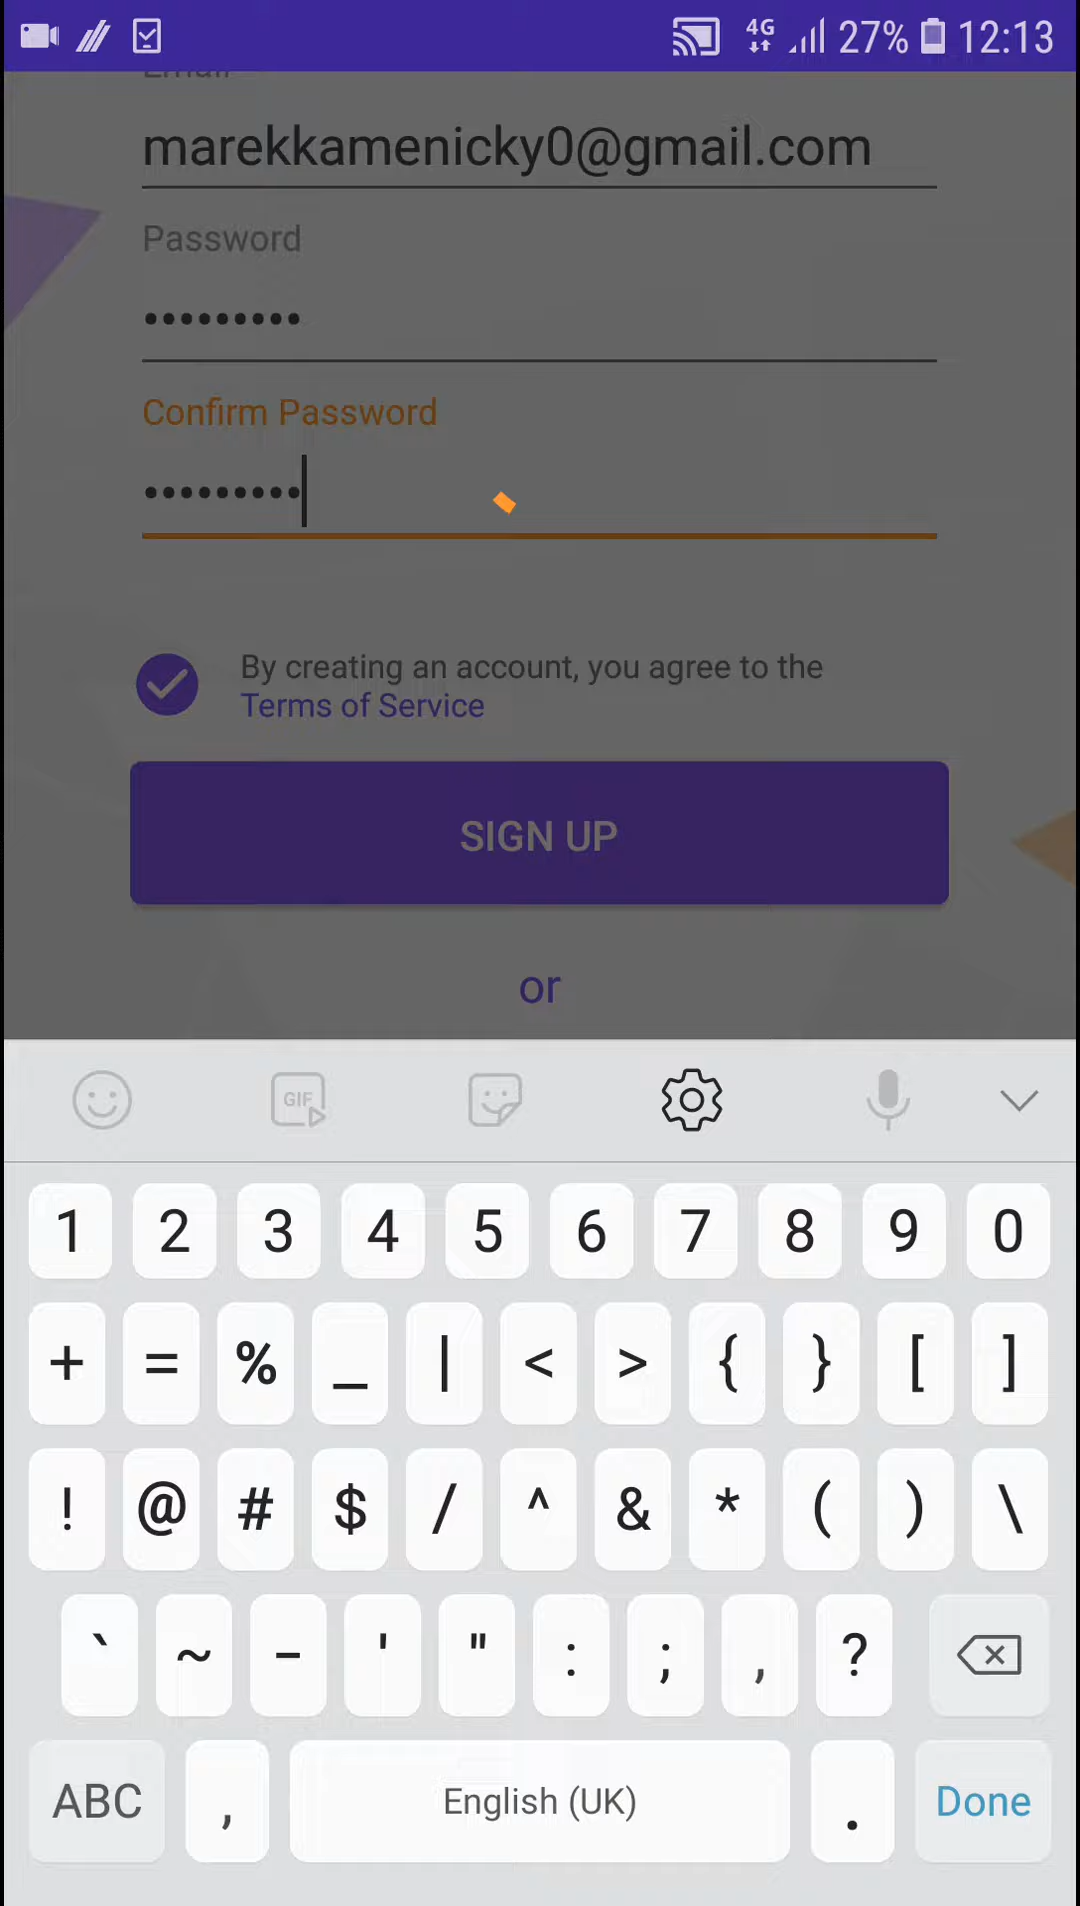 4G 27% 12:13
Email
marekkamenicky0@gmail.com
Password
•••••••••
Confirm Password
•••••••••
By creating an account, you agree to the
Terms of Service
SIGN UP
or
GIF
1 2 3 4 5 6 7 8 9 0
+ = % _ | < > { } [ ]
! @ # $ / ^ & * ( ) \
` ~ - ' " : ; , ?
ABC , English (UK) . Done